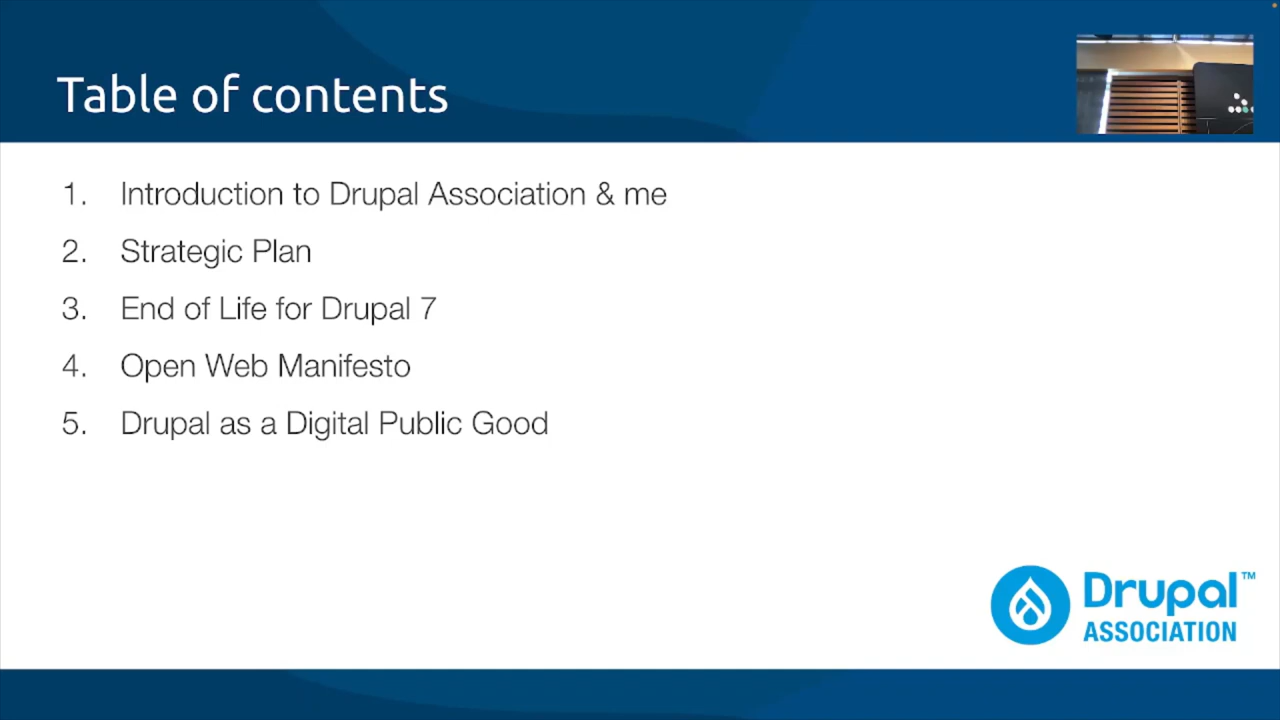 Table of contents
1. Introduction to Drupal Association & me
2. Strategic Plan
3. End of Life for Drupal 7
4. Open Web Manifesto
5. Drupal as a Digital Public Good
Drupal™
ASSOCIATION